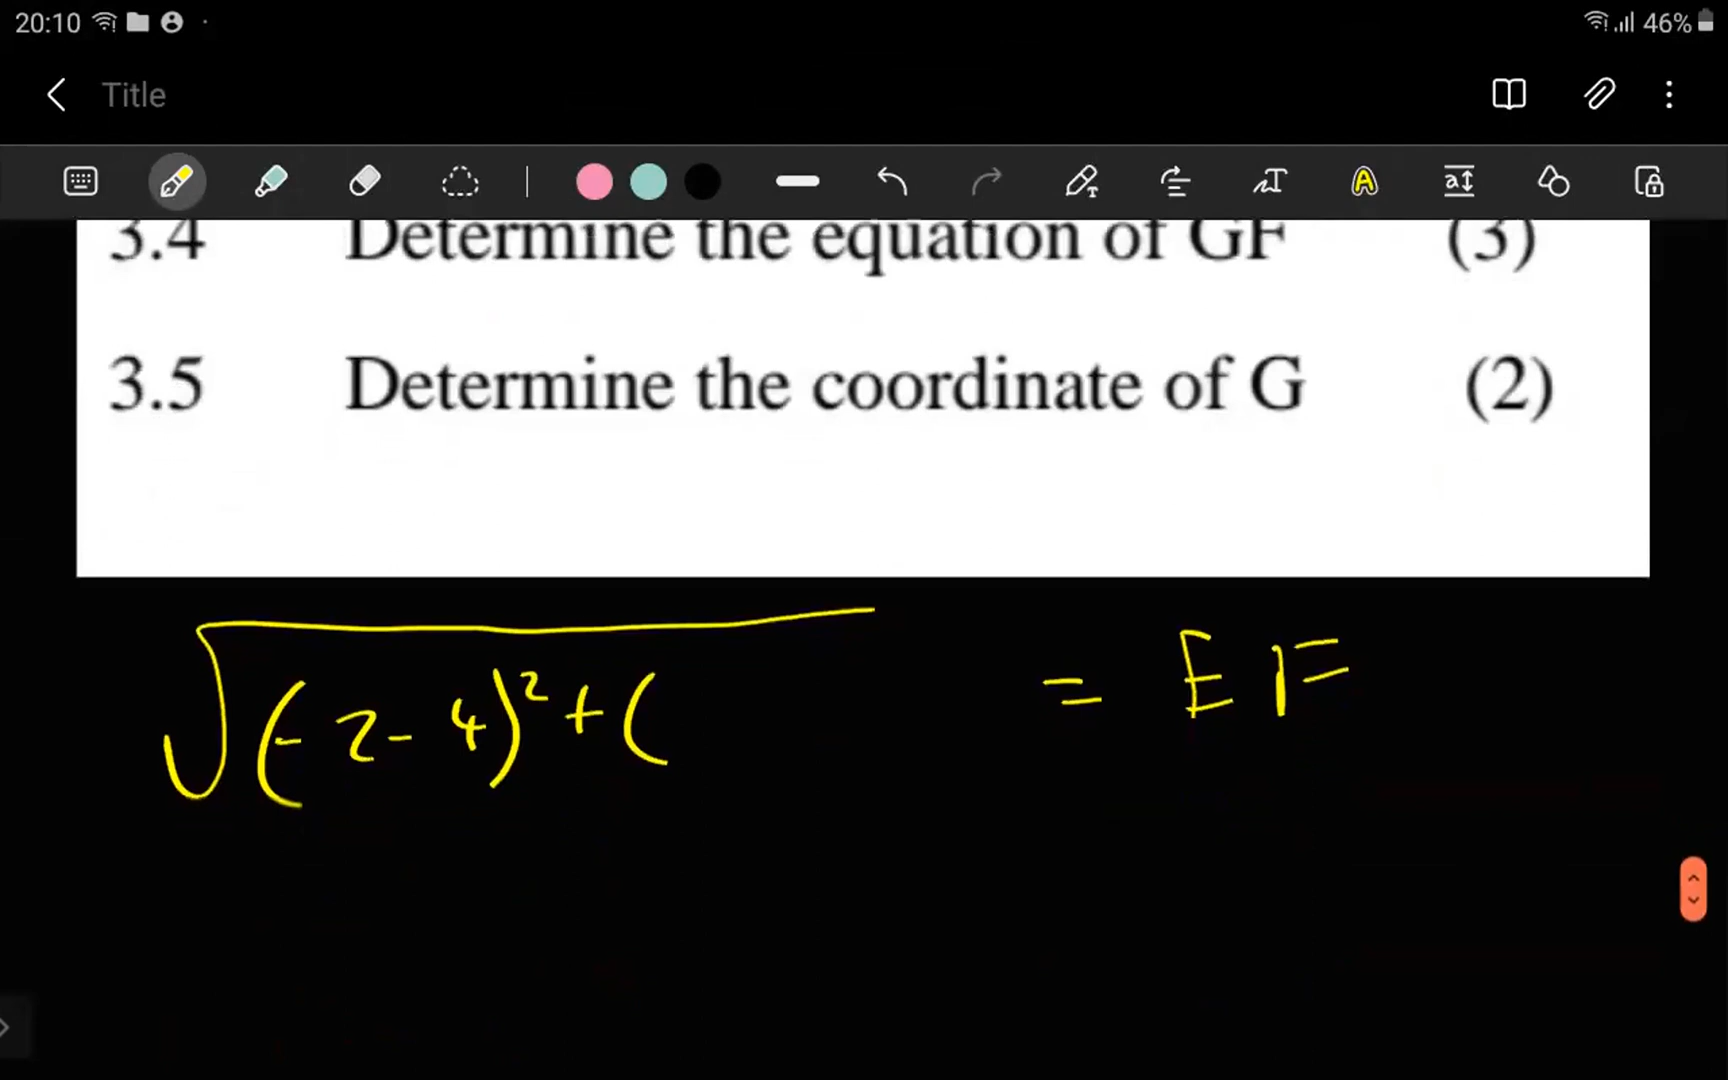 20:10 46%
Title
3.4 Determine the equation of GF (3)
3.5 Determine the coordinate of G (2)
√(-2-4)²+( = EF